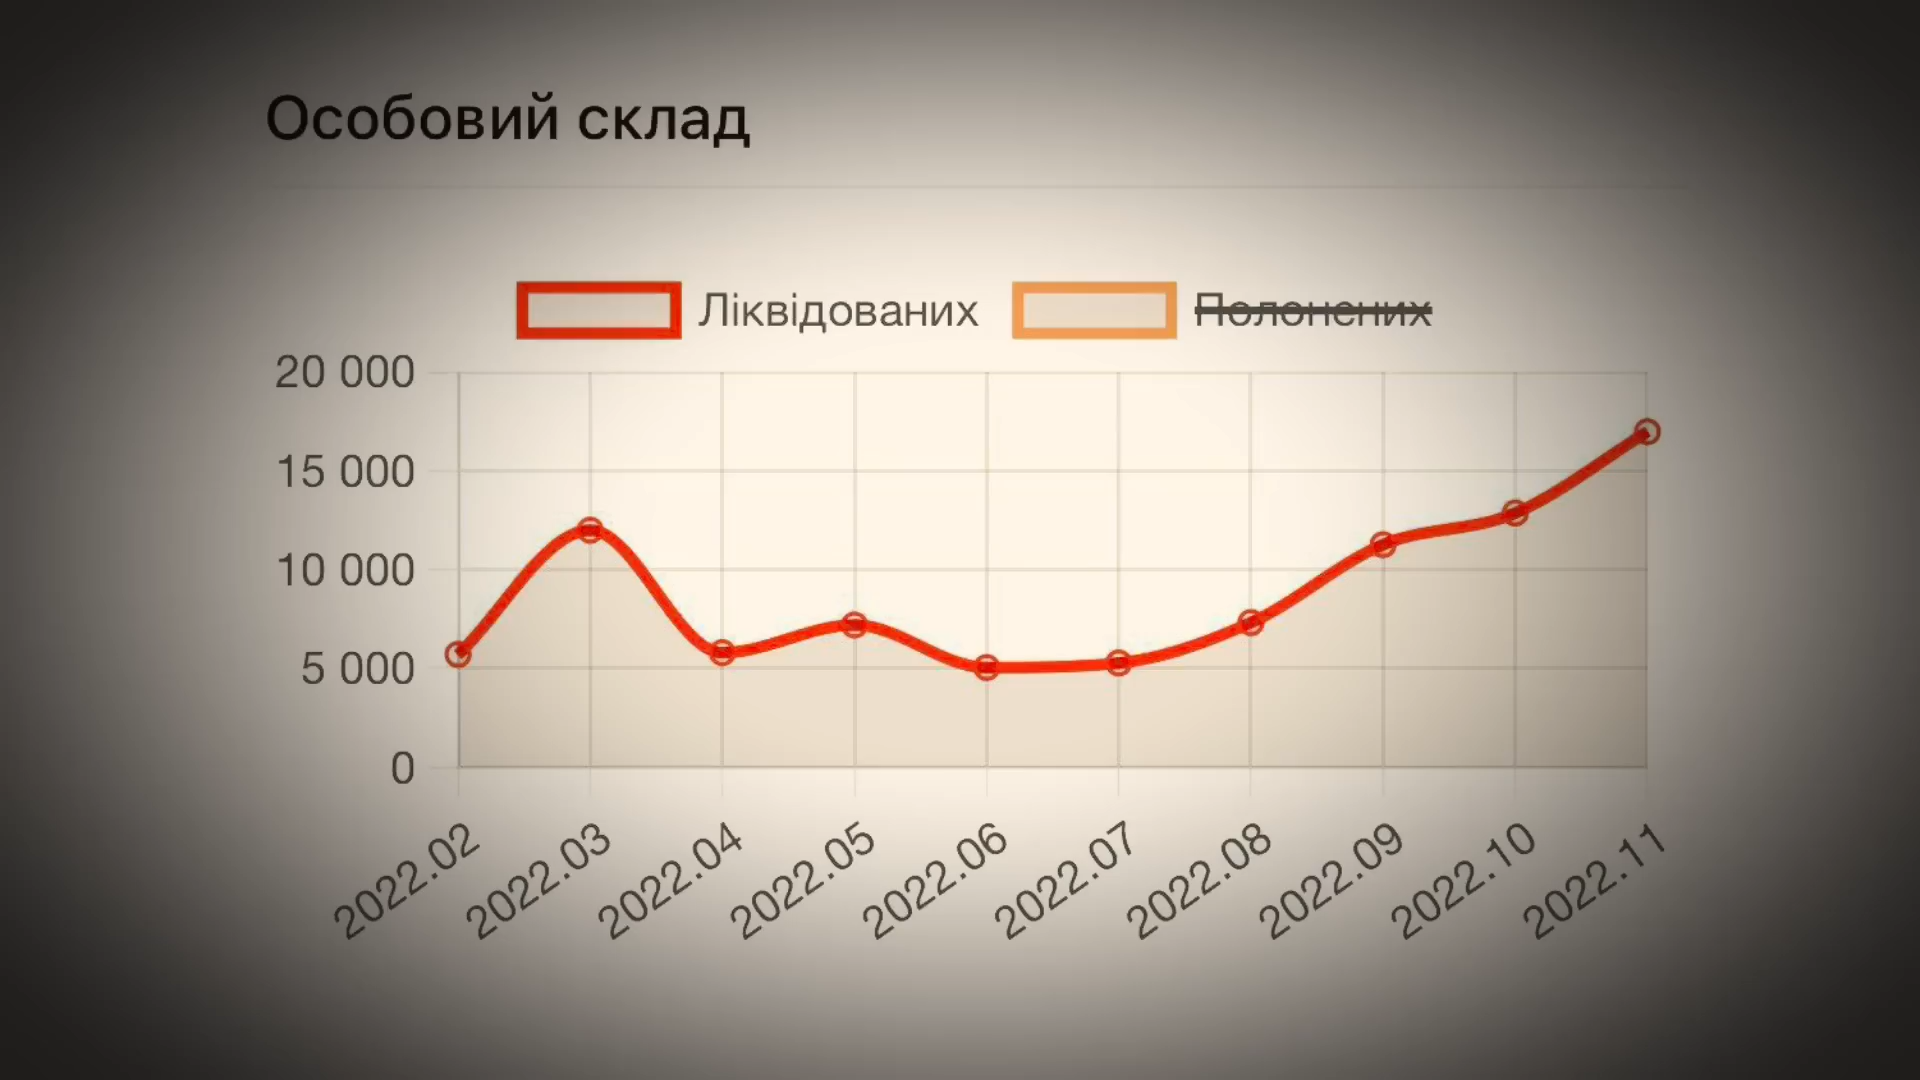 Особовий склад
Ліквідованих Полонених
20 000
15 000
10 000
5 000
0
2022.02 2022.03 2022.04 2022.05 2022.06 2022.07 2022.08 2022.09 2022.10 2022.11